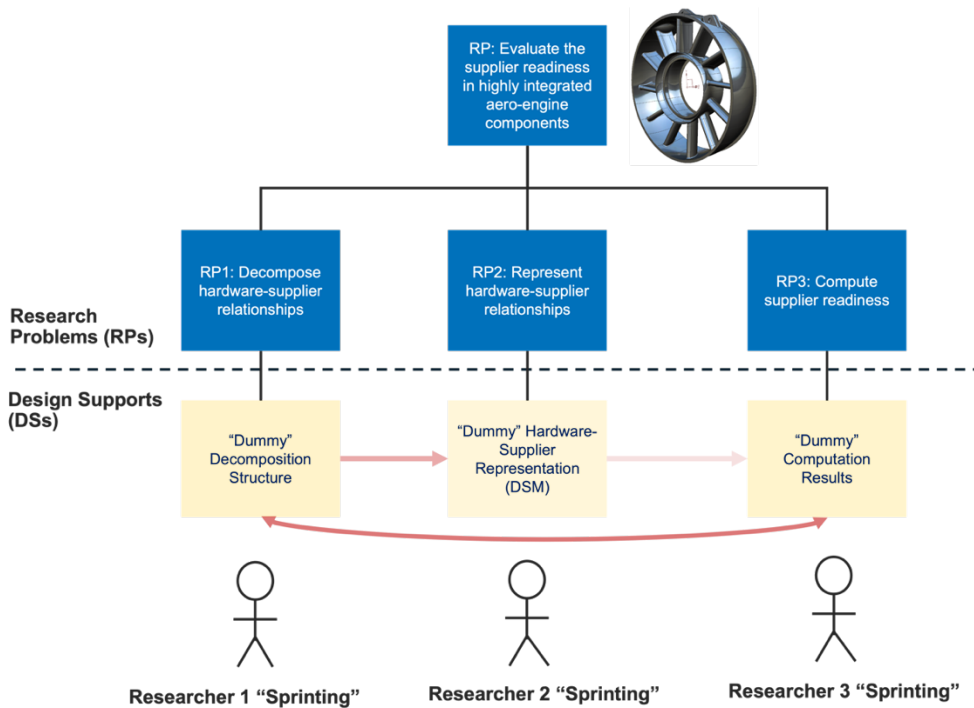 RP: Evaluate the
supplier readiness
in highly integrated
aero-engine
components
RP1: Decompose
hardware-supplier
relationships
RP2: Represent
hardware-supplier
relationships
RP3: Compute
supplier readiness
Research
Problems (RPs)
Design Supports
(DSs)
“Dummy”
Decomposition
Structure
“Dummy” Hardware-
Supplier
Representation
(DSM)
“Dummy”
Computation
Results
Researcher 1 “Sprinting”
Researcher 2 “Sprinting”
Researcher 3 “Sprinting”